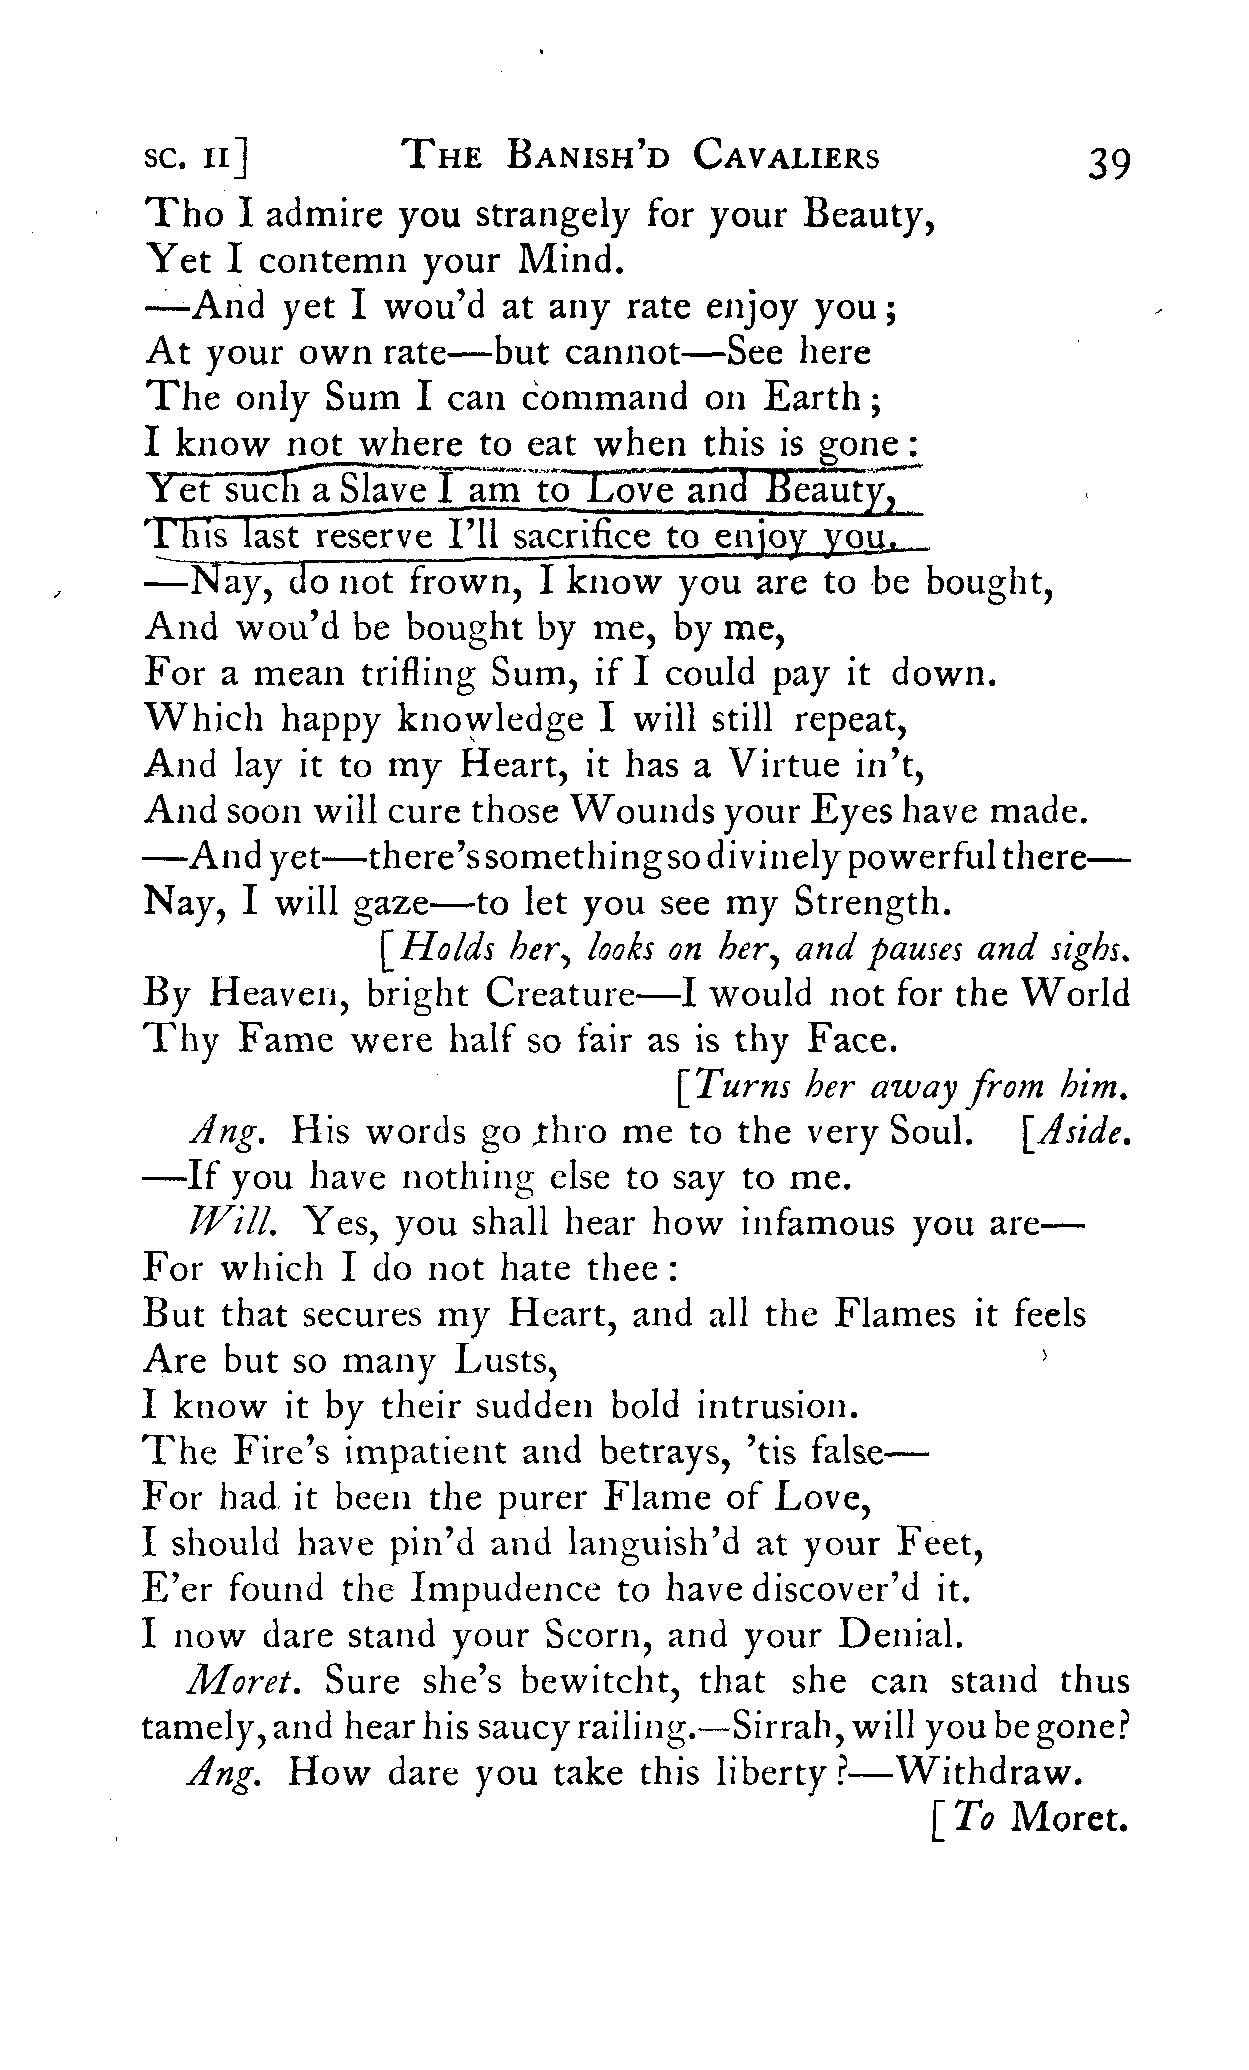 SC. II] THE BANISH'D CAVALIERS 39
Tho I admire you strangely for your Beauty,
Yet I contemn your Mind.
—And yet I wou'd at any rate enjoy you;
At your own rate—but cannot—See here
The only Sum I can command on Earth;
I know not where to eat when this is gone:
Yet such a Slave I am to Love and Beauty,
This last reserve I'll sacrifice to enjoy you.
—Nay, do not frown, I know you are to be bought,
And wou'd be bought by me, by me,
For a mean trifling Sum, if I could pay it down.
Which happy knowledge I will still repeat,
And lay it to my Heart, it has a Virtue in't,
And soon will cure those Wounds your Eyes have made.
—And yet—there's something so divinely powerful there—
Nay, I will gaze—to let you see my Strength.
[Holds her, looks on her, and pauses and sighs.
By Heaven, bright Creature—I would not for the World
Thy Fame were half so fair as is thy Face.
[Turns her away from him.
Ang. His words go thro me to the very Soul. [Aside.
—If you have nothing else to say to me.
Will. Yes, you shall hear how infamous you are—
For which I do not hate thee:
But that secures my Heart, and all the Flames it feels
Are but so many Lusts,
I know it by their sudden bold intrusion.
The Fire's impatient and betrays, 'tis false—
For had it been the purer Flame of Love,
I should have pin'd and languish'd at your Feet,
E'er found the Impudence to have discover'd it.
I now dare stand your Scorn, and your Denial.
Moret. Sure she's bewitcht, that she can stand thus
tamely, and hear his saucy railing.—Sirrah, will you be gone?
Ang. How dare you take this liberty?—Withdraw.
[To Moret.